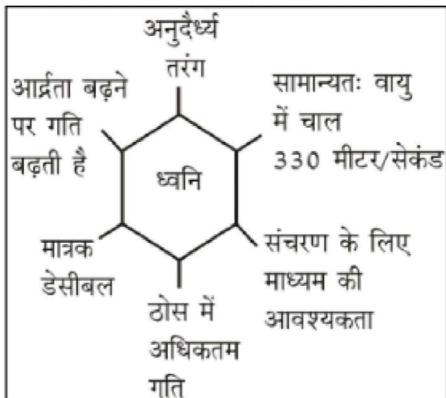 अनुदैर्ध्य
तरंग
सामान्यतः वायु
में चाल
330 मीटर/सेकंड
संचरण के लिए
माध्यम की
आवश्यकता
ठोस में
अधिकतम
गति
मात्रक
डेसीबल
आर्द्रता बढ़ने
पर गति
बढ़ती है
ध्वनि